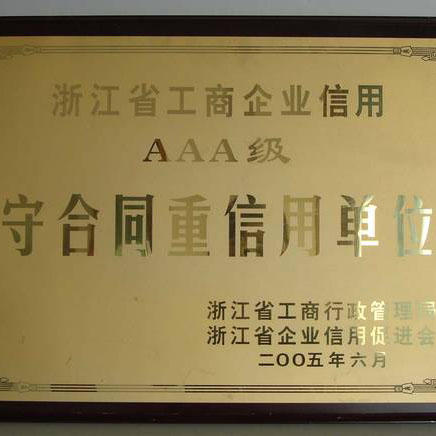 浙江省工商企业信用
AAA级
守合同重信用单位
浙江省工商行政管理局
浙江省企业信用促进会
二OO五年六月